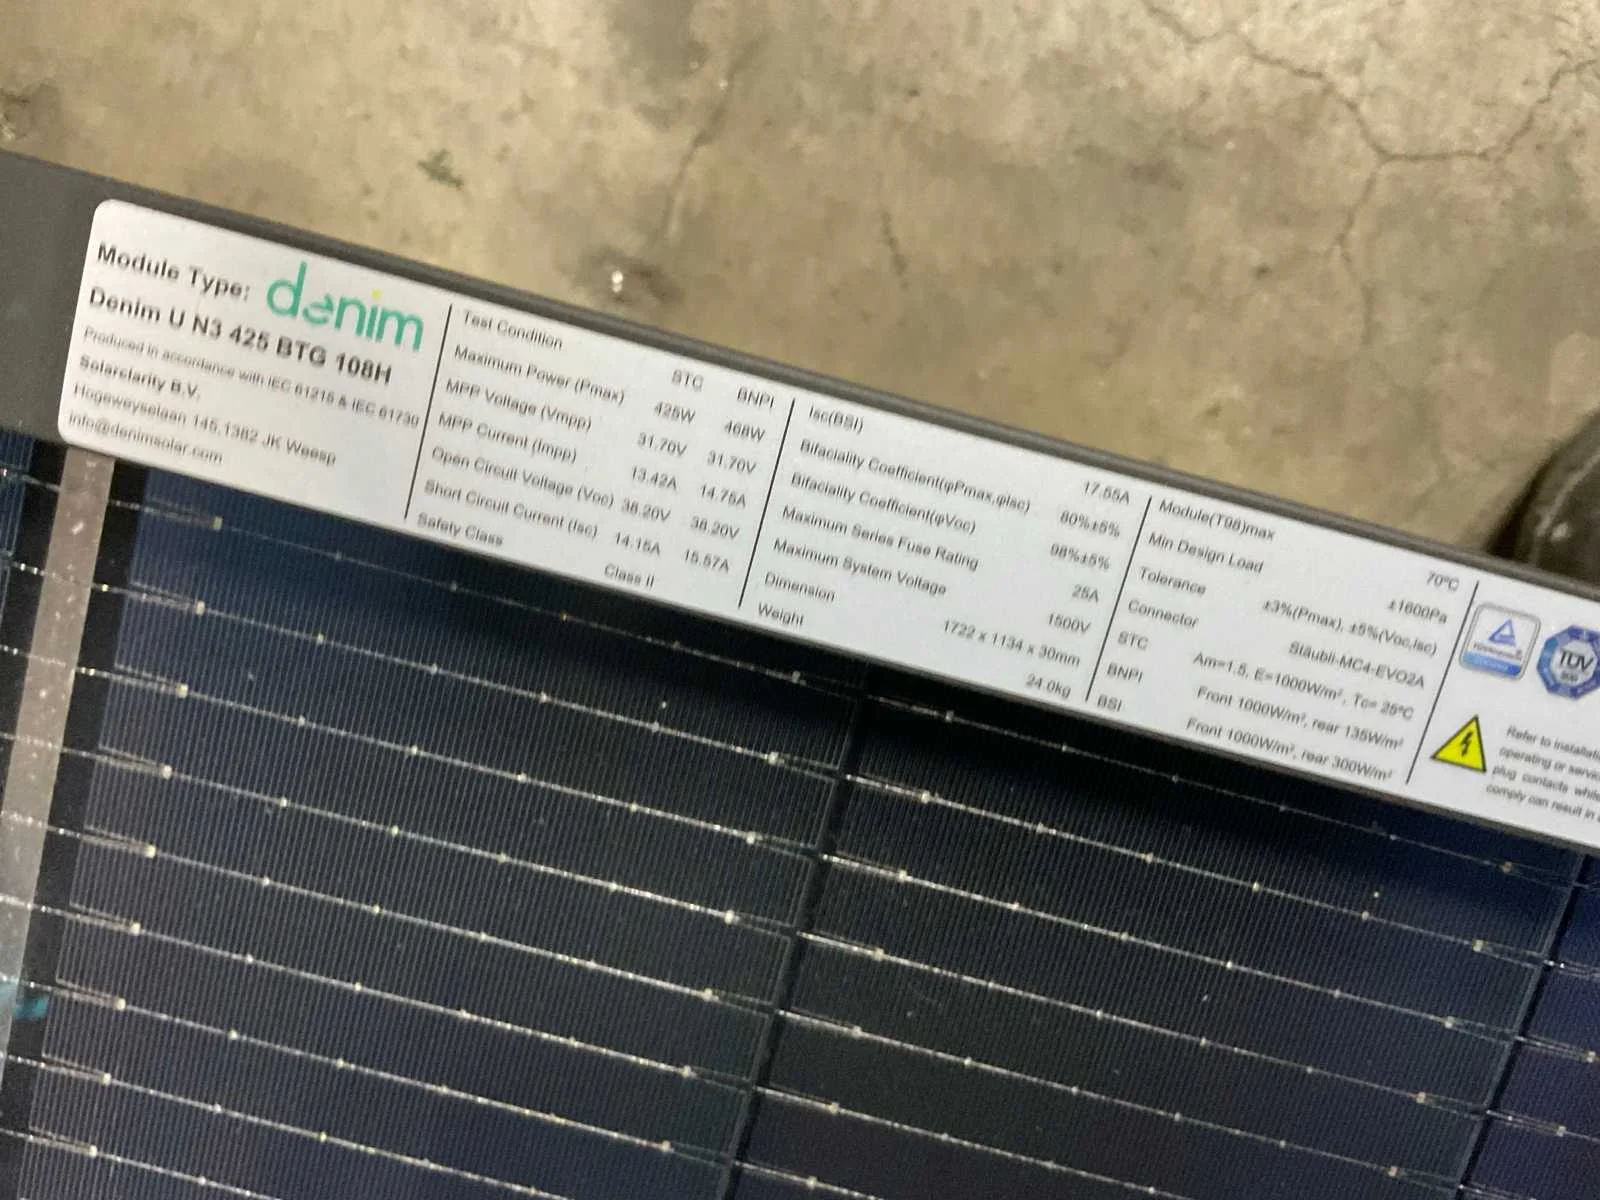 Module Type: denim
Denim U N3 425 BTG 108H
Produced in accordance with IEC 61215 & IEC 61730
Solarclarity B.V.
Hogeweyselaan 145,1382 JK Weesp
info@denimsolar.com
Test Condition STC BNPI
Maximum Power (Pmax) 425W 468W
MPP Voltage (Vmpp) 31.70V 31.70V
MPP Current (Impp) 13.42A 14.75A
Open Circuit Voltage (Voc) 38.20V 38.20V
Short Circuit Current (Isc) 14.15A 15.57A
Safety Class Class II
Isc(BSI) 17.55A
Bifaciality Coefficient(φPmax,φIsc) 80%±5%
Bifaciality Coefficient(φVoc) 98%±5%
Maximum Series Fuse Rating 25A
Maximum System Voltage 1500V
Dimension 1722 x 1134 x 30mm
Weight 24.0kg
Module(T98)max 70°C
Min Design Load ±1600Pa
Tolerance ±3%(Pmax), ±5%(Voc,Isc)
Connector Stäubli-MC4-EVO2A
STC Am=1.5, E=1000W/m², Tc= 25°C
BNPI Front 1000W/m², rear 135W/m²
BSI Front 1000W/m², rear 300W/m²
TÜV
Refer to
operating or
plug contacts
comply can result in